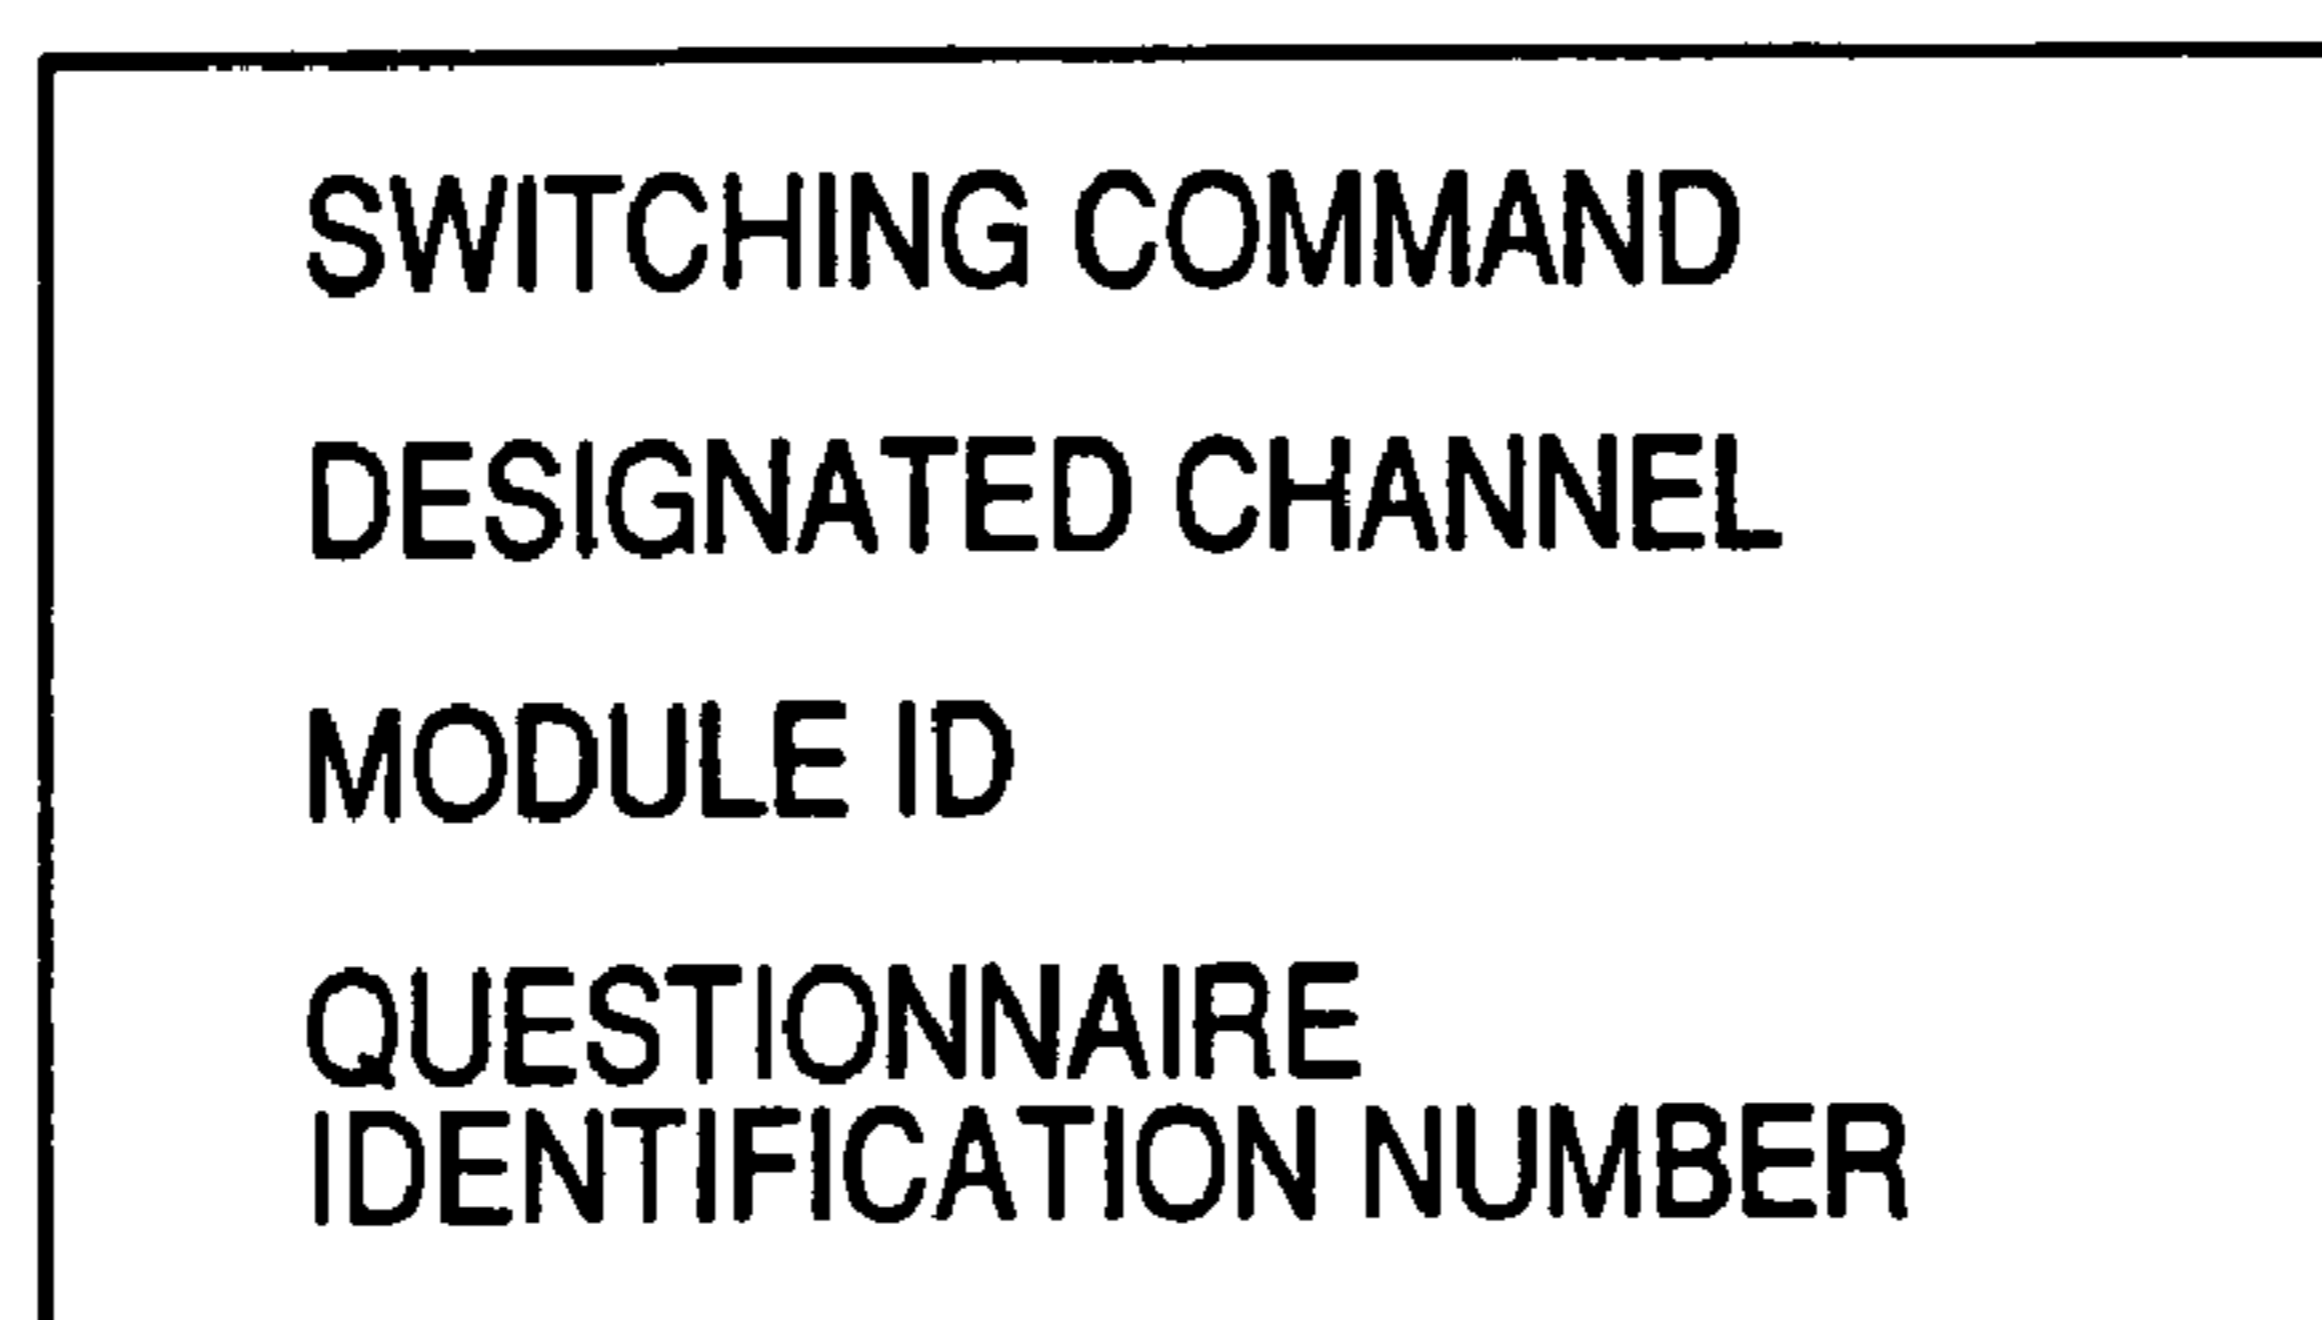 SWITCHING COMMAND
DESIGNATED CHANNEL
MODULE ID
QUESTIONNAIRE
IDENTIFICATION NUMBER